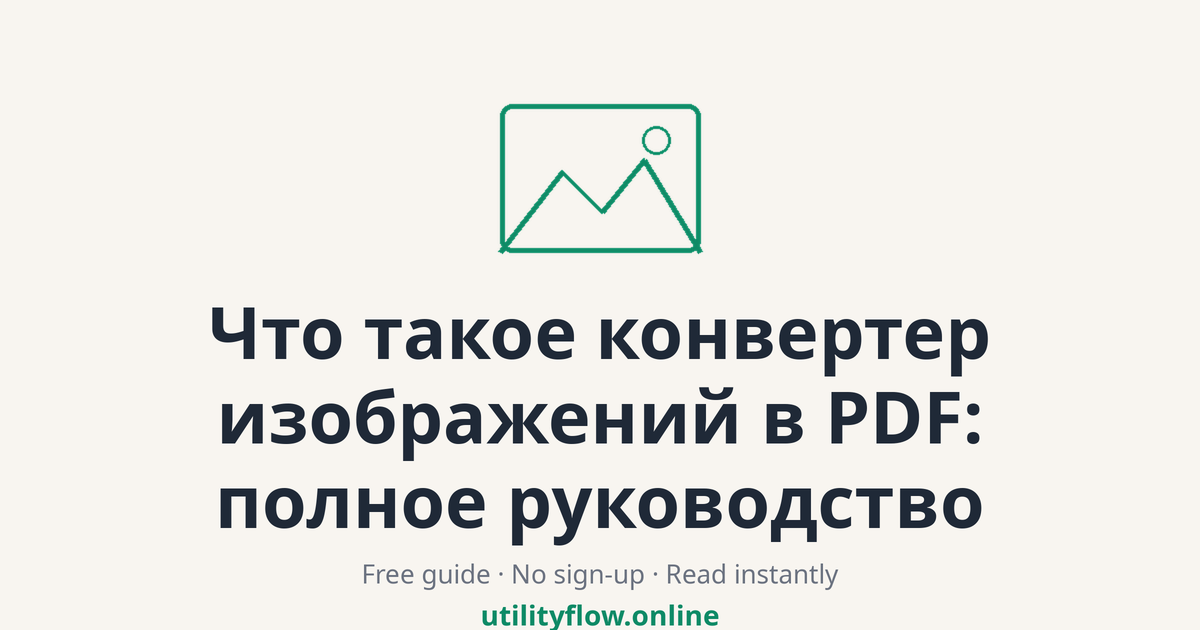 Что такое конвертер
изображений в PDF:
полное руководство
Free guide · No sign-up · Read instantly
utilityflow.online